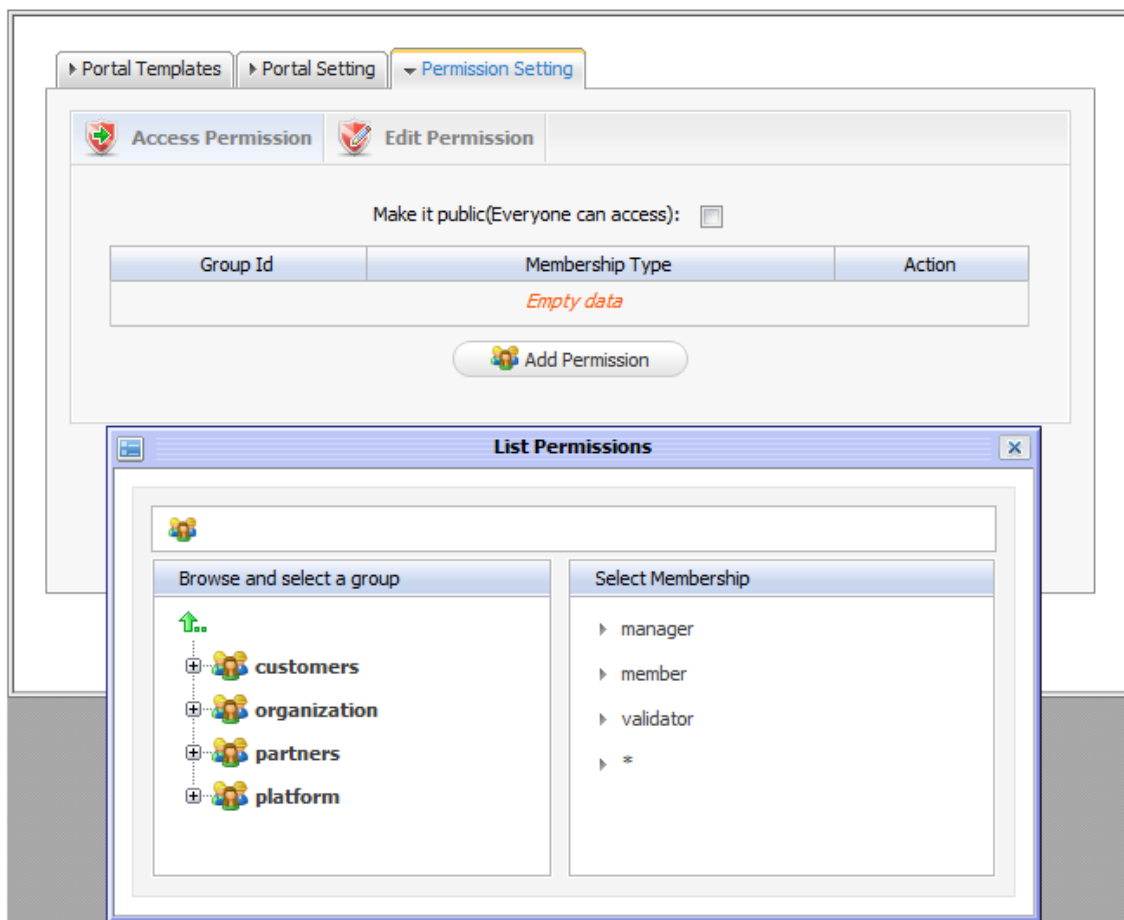 Portal Templates Portal Setting Permission Setting
Access Permission Edit Permission
Make it public(Everyone can access):
Group Id Membership Type Action
Empty data
Add Permission
List Permissions
Browse and select a group
customers
organization
partners
platform
Select Membership
manager
member
validator
*